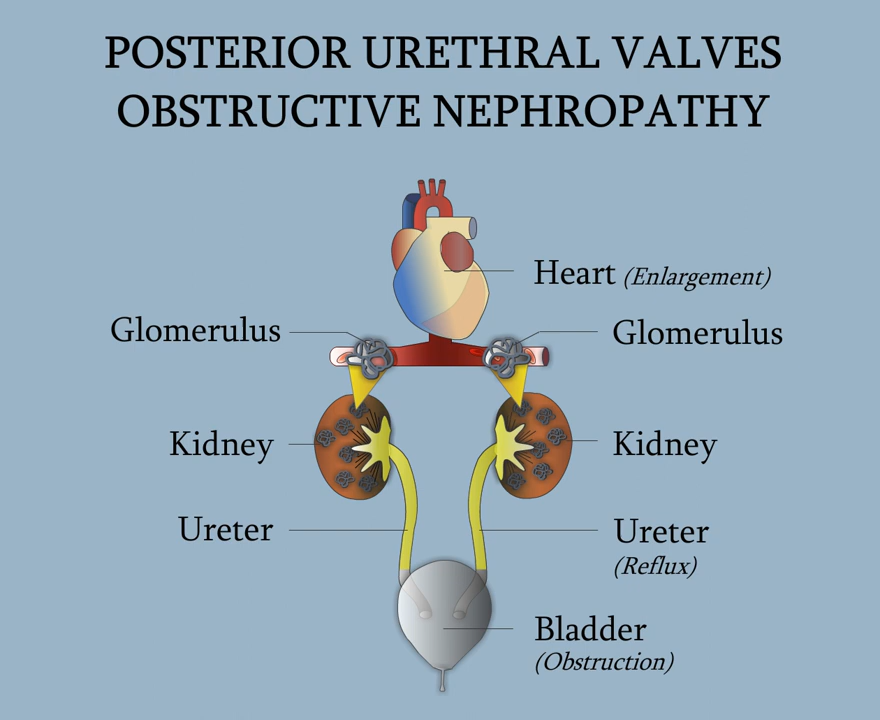 POSTERIOR URETHRAL VALVES
OBSTRUCTIVE NEPHROPATHY
Heart (Enlargement)
Glomerulus
Glomerulus
Kidney
Kidney
Ureter
Ureter
(Reflux)
Bladder
(Obstruction)